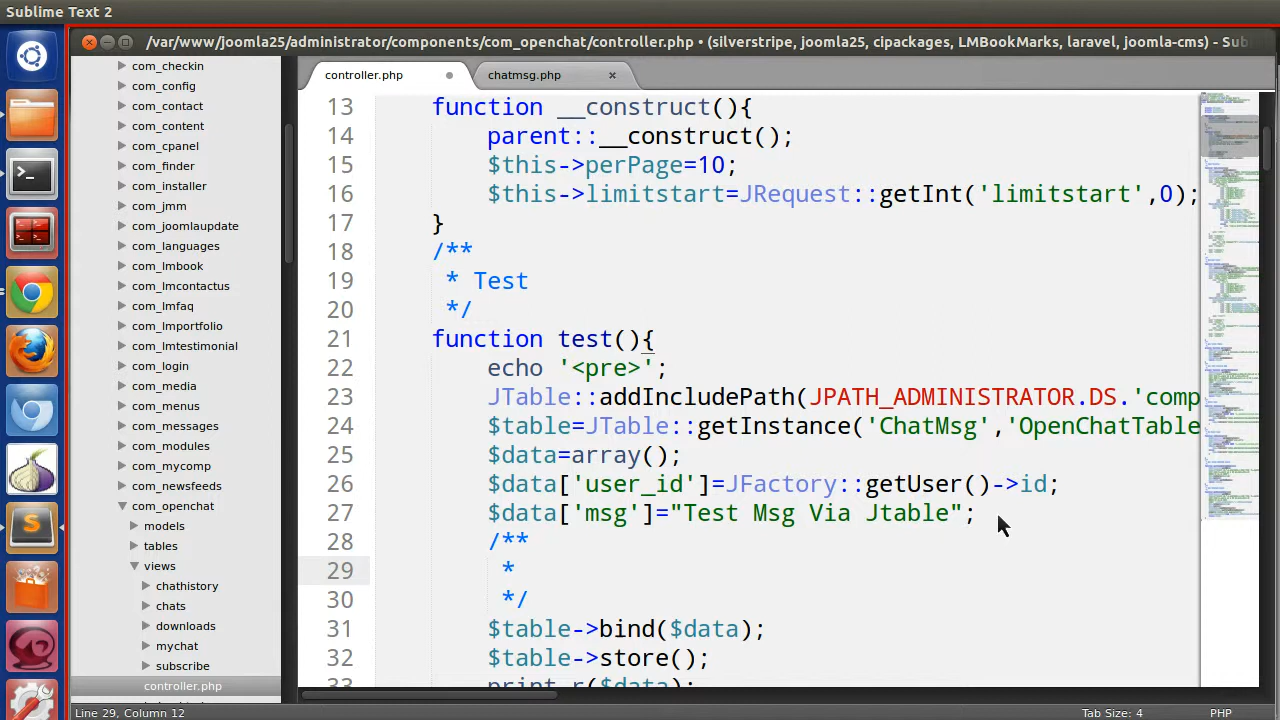 Sublime Text 2
/var/www/joomla25/administrator/components/com_openchat/controller.php • (silverstripe, joomla25, cipackages, LMBookMarks, laravel, joomla-cms) - Su
controller.php
chatmsg.php
com_checkin
com_config
com_contact
com_content
com_cpanel
com_finder
com_installer
com_jmm
com_joomlaupdate
com_languages
com_lmbook
com_lmcontactus
com_lmfaq
com_lmportfolio
com_lmtestimonial
com_login
com_media
com_menus
com_messages
com_modules
com_mycomp
com_newsfeeds
com_openchat
models
tables
views
chathistory
chats
downloads
mychat
subscribe
controller.php
13 function __construct(){
14 parent::__construct();
15 $this->perPage=10;
16 $this->limitstart=JRequest::getInt('limitstart',0);
17 }
18 /**
19 * Test
20 */
21 function test(){
22 echo '<pre>';
23 JTable::addIncludePath(JPATH_ADMINISTRATOR.DS.'comp
24 $table=JTable::getInstance('ChatMsg','OpenChatTable
25 $data=array();
26 $data['user_id']=JFactory::getUser()->id;
27 $data['msg']="Test Msg Via Jtable";
28 /**
29 *
30 */
31 $table->bind($data);
32 $table->store();
33 print_r($data);
Line 29, Column 12
Tab Size: 4
PHP